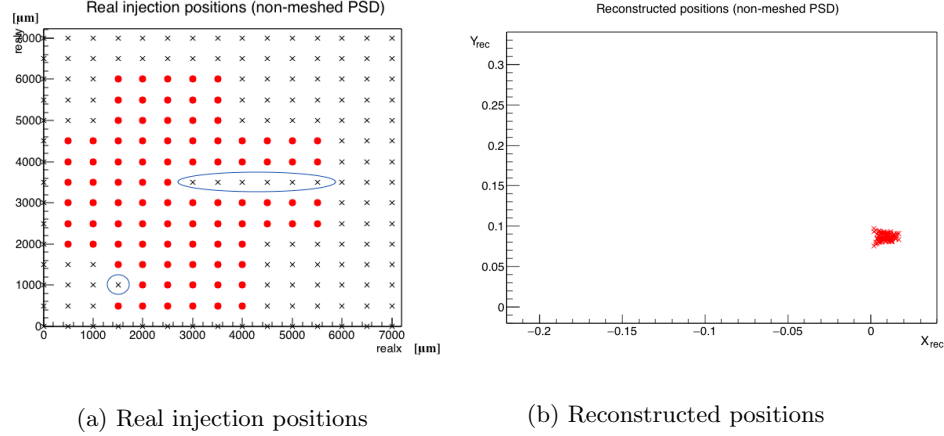 Real injection positions (non-meshed PSD)
[μm]
realy
7000
6000
5000
4000
3000
2000
1000
0
0 1000 2000 3000 4000 5000 6000 7000
realx [μm]
(a) Real injection positions
Reconstructed positions (non-meshed PSD)
Yrec
0.3
0.25
0.2
0.15
0.1
0.05
0
−0.2 −0.15 −0.1 −0.05 0
Xrec
(b) Reconstructed positions